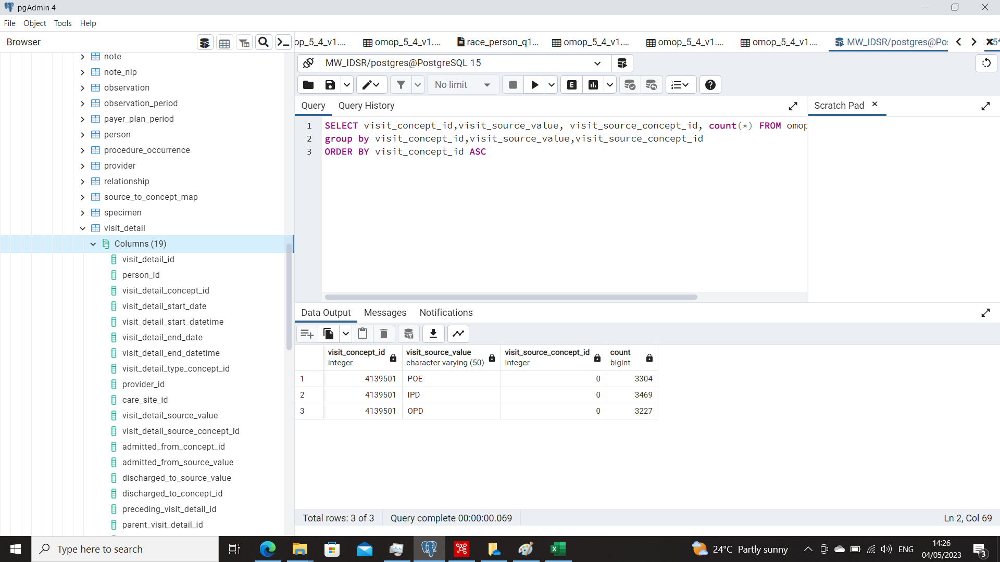 pgAdmin 4
File Object Tools Help
Browser
op_5_4_v1.... omop_5_4_v1.... race_person_q1... omop_5_4_v1.... omop_5_4_v1.... omop_5_4_v1.... MW_IDSR/postgres@Po
note
note_nlp
observation
observation_period
payer_plan_period
person
procedure_occurrence
provider
relationship
source_to_concept_map
specimen
visit_detail
Columns (19)
visit_detail_id
person_id
visit_detail_concept_id
visit_detail_start_date
visit_detail_start_datetime
visit_detail_end_date
visit_detail_end_datetime
visit_detail_type_concept_id
provider_id
care_site_id
visit_detail_source_value
visit_detail_source_concept_id
admitted_from_concept_id
admitted_from_source_value
discharged_to_source_value
discharged_to_concept_id
preceding_visit_detail_id
parent_visit_detail_id
MW_IDSR/postgres@PostgreSQL 15
No limit
E
Query Query History
Scratch Pad
1 SELECT visit_concept_id,visit_source_value, visit_source_concept_id, count(*) FROM omop
2 group by visit_concept_id,visit_source_value,visit_source_concept_id
3 ORDER BY visit_concept_id ASC
Data Output Messages Notifications
visit_concept_id visit_source_value visit_source_concept_id count
integer character varying (50) integer bigint
1 4139501 POE 0 3304
2 4139501 IPD 0 3469
3 4139501 OPD 0 3227
Total rows: 3 of 3 Query complete 00:00:00.069 Ln 2, Col 69
Type here to search
24°C Partly sunny
ENG
14:26
04/05/2023
3